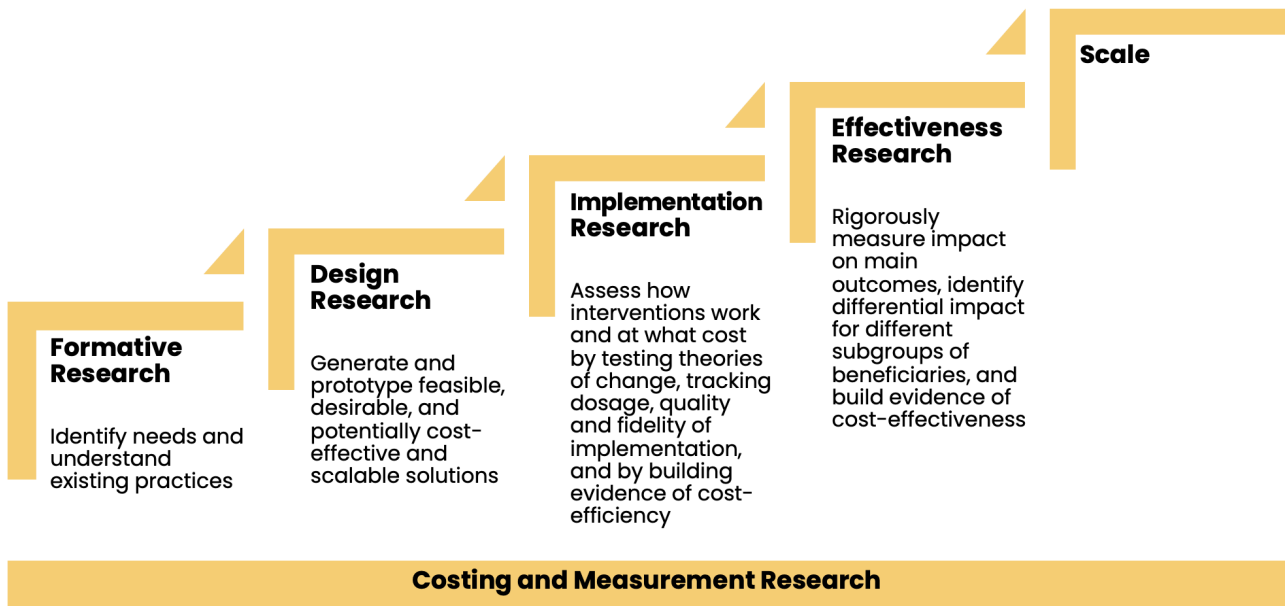 Formative
Research
Identify needs and
understand
existing practices
Design
Research
Generate and
prototype feasible,
desirable, and
potentially cost-
effective and
scalable solutions
Implementation
Research
Assess how
interventions work
and at what cost
by testing theories
of change, tracking
dosage, quality
and fidelity of
implementation,
and by building
evidence of cost-
efficiency
Effectiveness
Research
Rigorously
measure impact
on main
outcomes, identify
differential impact
for different
subgroups of
beneficiaries, and
build evidence of
cost-effectiveness
Scale
Costing and Measurement Research